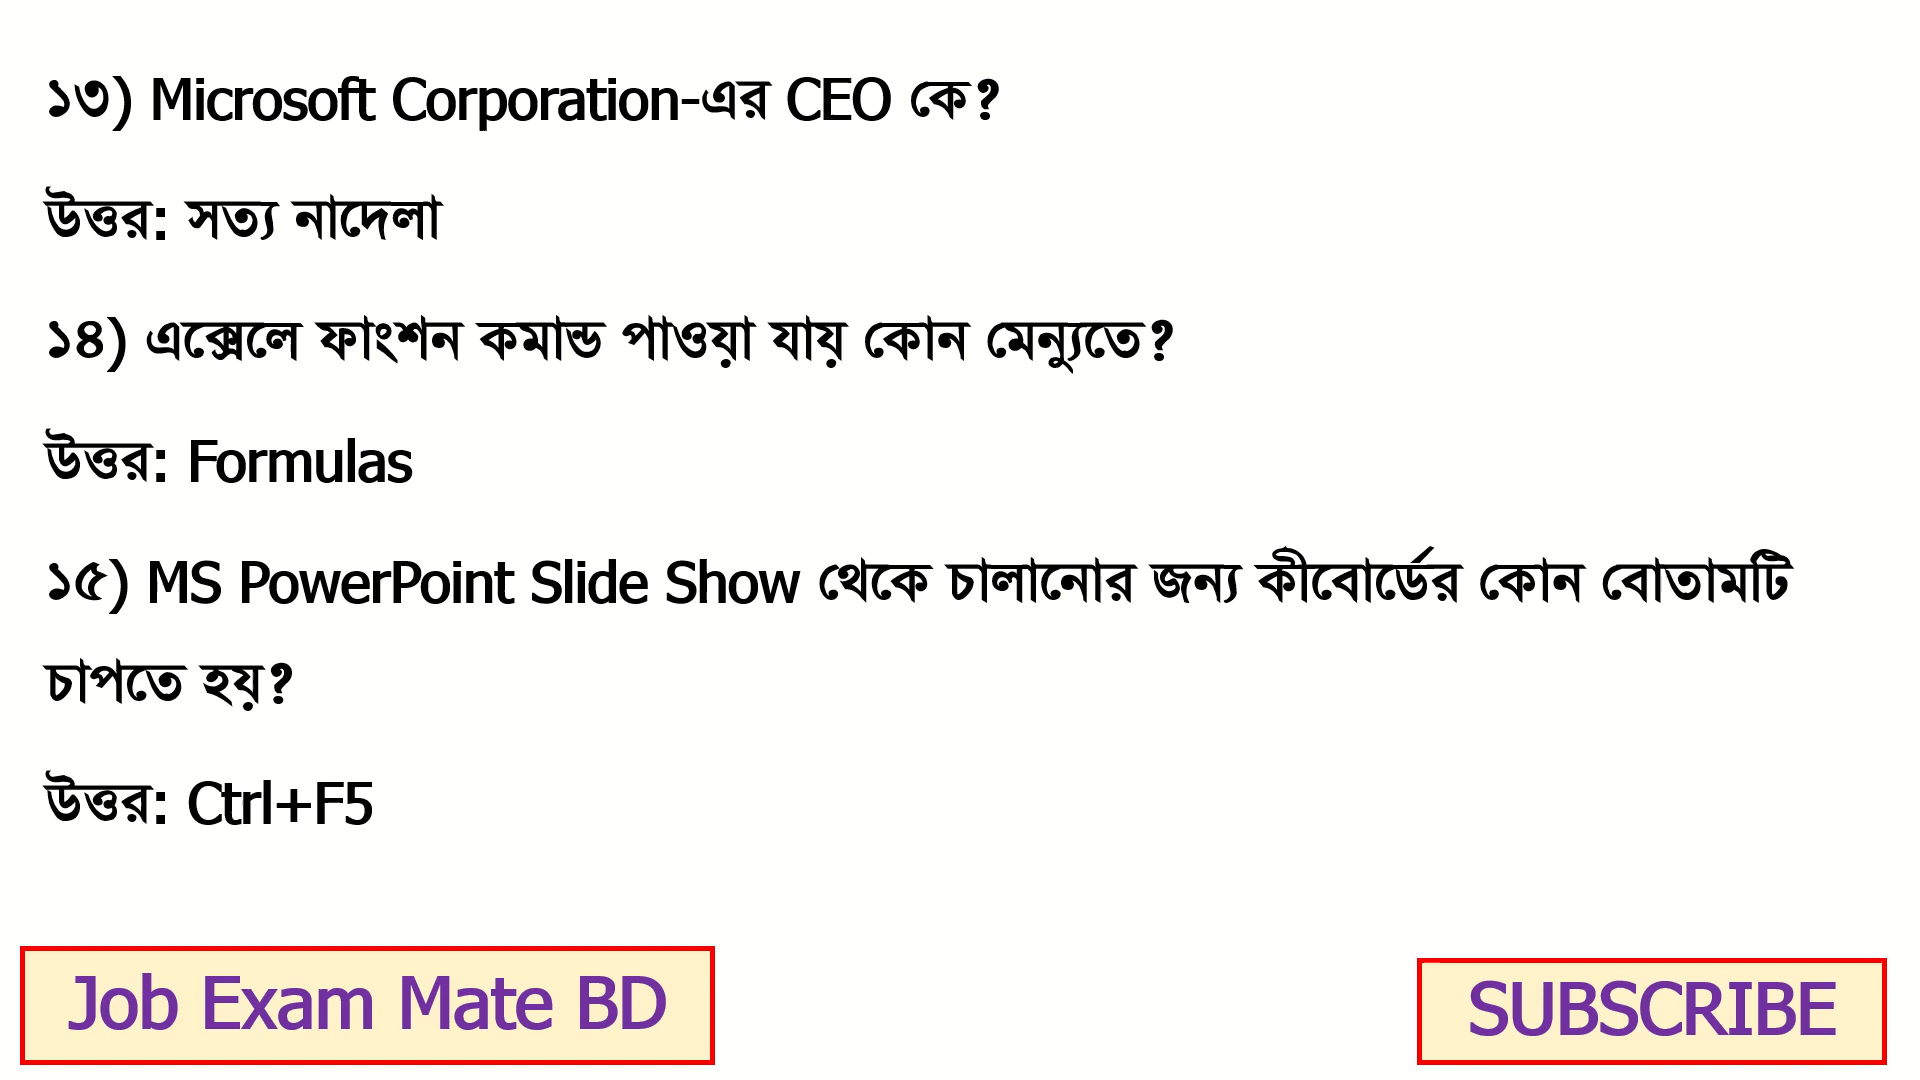 ১৩) Microsoft Corporation-এর CEO কে?
উত্তর: সত্য নাদেলা
১৪) এক্সেলে ফাংশন কমান্ড পাওয়া যায় কোন মেন্যুতে?
উত্তর: Formulas
১৫) MS PowerPoint Slide Show থেকে চালানোর জন্য কীবোর্ডের কোন বোতামটি
চাপতে হয়?
উত্তর: Ctrl+F5
Job Exam Mate BD
SUBSCRIBE